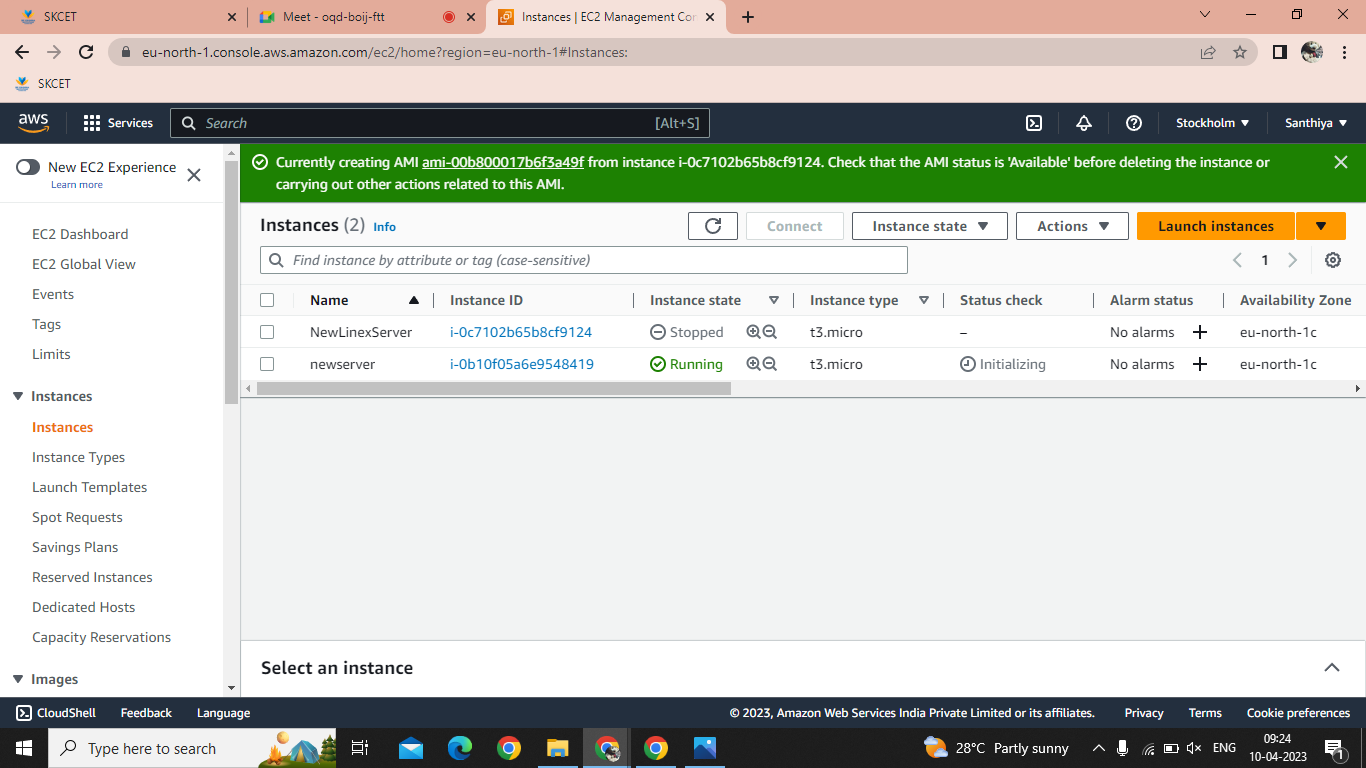 SKCET
Meet - oqd-boij-ftt
Instances | EC2 Management Cor
eu-north-1.console.aws.amazon.com/ec2/home?region=eu-north-1#Instances:
SKCET
aws
Services
Search
[Alt+S]
Stockholm
Santhiya
New EC2 Experience
Learn more
EC2 Dashboard
EC2 Global View
Events
Tags
Limits
Instances
Instances
Instance Types
Launch Templates
Spot Requests
Savings Plans
Reserved Instances
Dedicated Hosts
Capacity Reservations
Images
Currently creating AMI ami-00b800017b6f3a49f from instance i-0c7102b65b8cf9124. Check that the AMI status is 'Available' before deleting the instance or
carrying out other actions related to this AMI.
Instances (2) Info
Connect
Instance state
Actions
Launch instances
Find instance by attribute or tag (case-sensitive)
1
Name Instance ID Instance state Instance type Status check Alarm status Availability Zone
NewLinexServer i-0c7102b65b8cf9124 Stopped t3.micro – No alarms + eu-north-1c
newserver i-0b10f05a6e9548419 Running t3.micro Initializing No alarms + eu-north-1c
Select an instance
CloudShell Feedback Language © 2023, Amazon Web Services India Private Limited or its affiliates. Privacy Terms Cookie preferences
Type here to search
28°C Partly sunny
ENG
09:24
10-04-2023
1